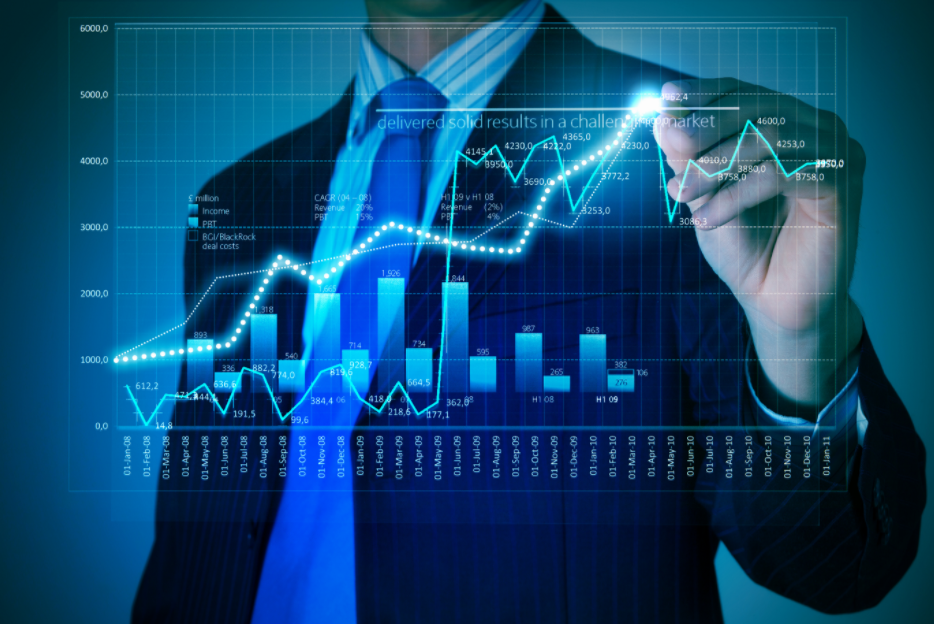 6000,0
5000,0
4000,0
3000,0
2000,0
1000,0
0,0
delivered solid results in a challenging market
£ million
Income
PBT
BGI/BlackRock
deal costs
CAGR (04 – 08)
Revenue 20%
PBT 15%
H1 09 v H1 08
Revenue (2%)
PBT 4%
4145,1
3950,0
4230,0
3690,0
4222,0
4365,0
3253,0
3772,2
4230,0
3086,3
4010,0
3758,0
3880,0
4600,0
4253,0
3758,0
3950,0
893
336
1,318
540
714
1,926
734
844
595
987
265
963
382
276
106
06
H1 08
H1 09
612,2
14,8
444,1
636,6
191,5
882,2
774,0
99,6
384,4
819,6
928,7
418,0
218,6
664,5
177,1
362,0
01-Jan-08
01-Feb-08
01-Mar-08
01-Apr-08
01-May-08
01-Jun-08
01-Jul-08
01-Aug-08
01-Sep-08
01-Oct-08
01-Nov-08
01-Dec-08
01-Jan-09
01-Feb-09
01-Mar-09
01-Apr-09
01-May-09
01-Jun-09
01-Jul-09
01-Aug-09
01-Sep-09
01-Oct-09
01-Nov-09
01-Dec-09
01-Jan-10
01-Feb-10
01-Mar-10
01-Apr-10
01-May-10
01-Jun-10
01-Jul-10
01-Aug-10
01-Sep-10
01-Oct-10
01-Nov-10
01-Dec-10
01-Jan-11